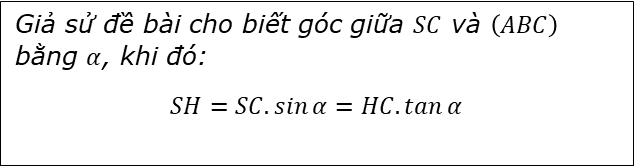 Giả sử đề bài cho biết góc giữa 𝑆𝐶 và (𝐴𝐵𝐶)
bằng 𝛼, khi đó:
𝑆𝐻 = 𝑆𝐶. 𝑠𝑖𝑛 𝛼 = 𝐻𝐶. 𝑡𝑎𝑛 𝛼